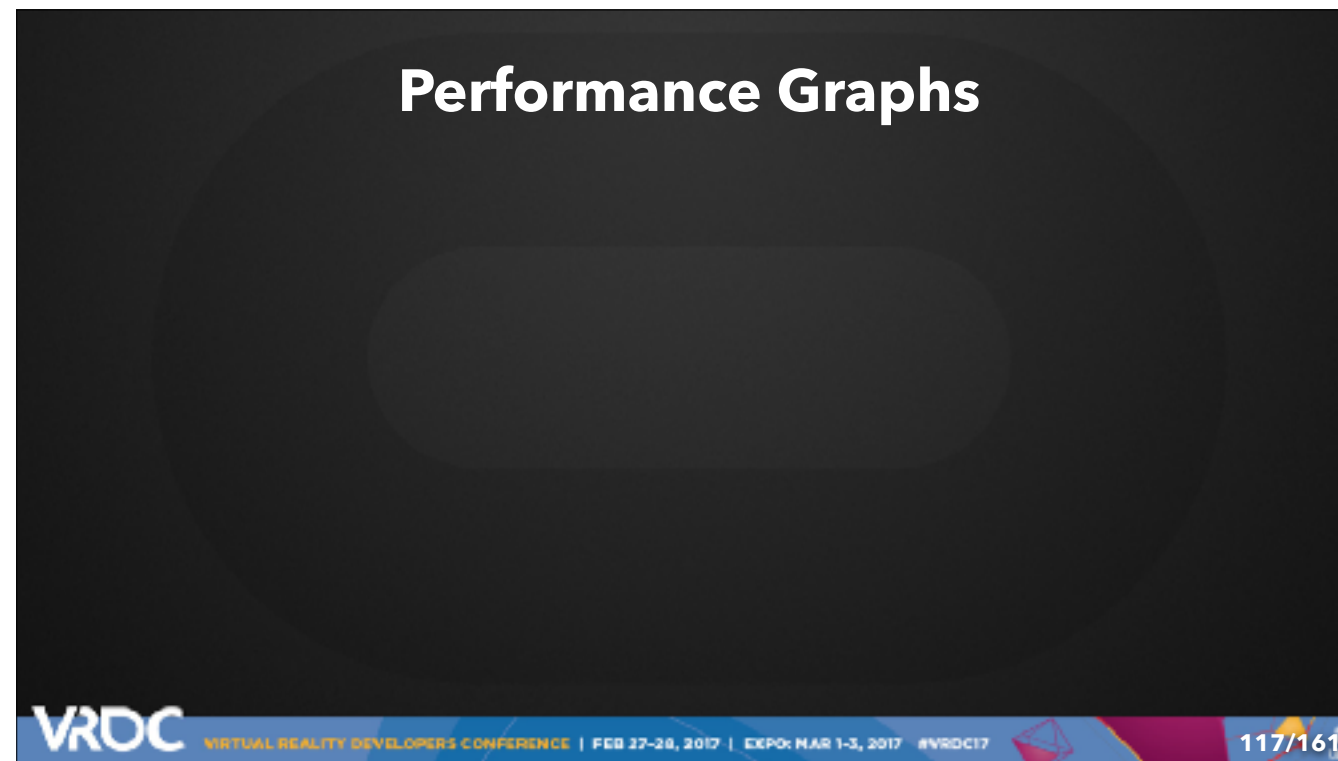 Performance Graphs
VRDC
VIRTUAL REALITY DEVELOPERS CONFERENCE | FEB 27-28, 2017 | EXPO: MAR 1-3, 2017 #VRDC17
117/161